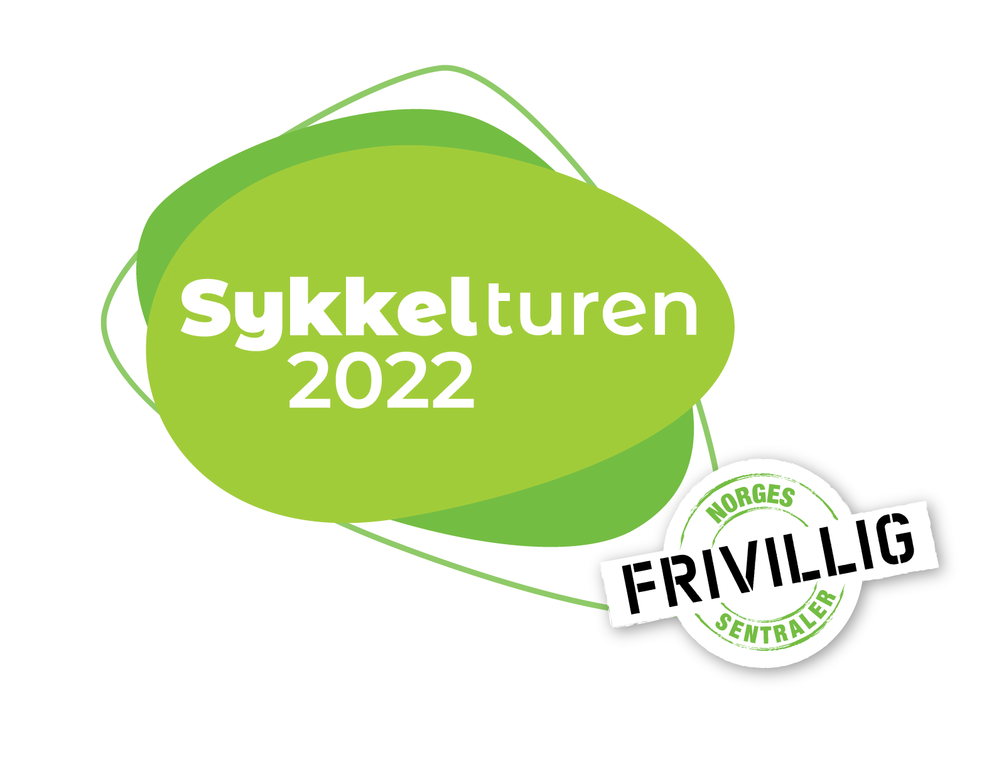 Sykkelturen
2022
NORGES
FRIVILLIG
SENTRALER